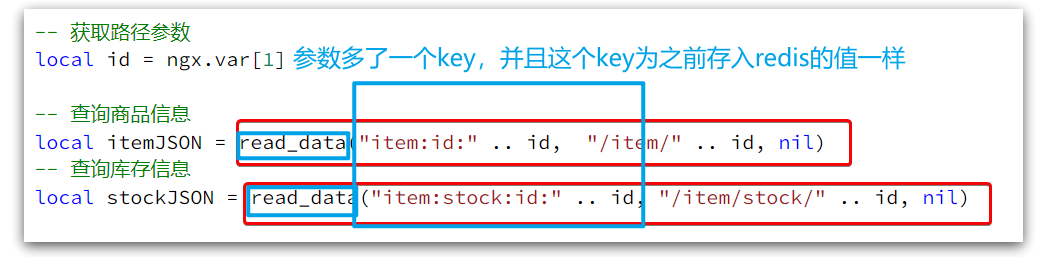 -- 获取路径参数
local id = ngx.var[1] 参数多了一个key，并且这个key为之前存入redis的值一样
-- 查询商品信息
local itemJSON = read_data("item:id:" .. id,  "/item/" .. id, nil)
-- 查询库存信息
local stockJSON = read_data("item:stock:id:" .. id, "/item/stock/" .. id, nil)